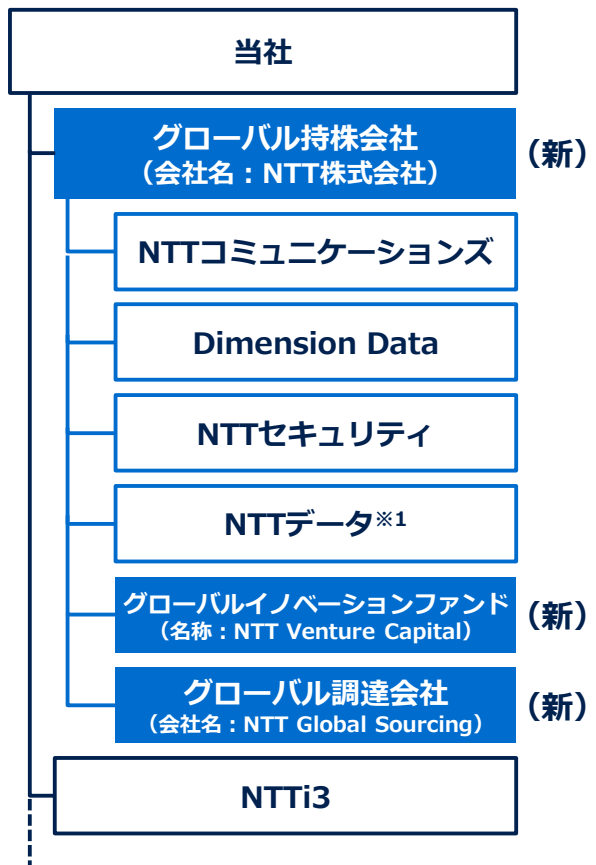 当社
グローバル持株会社
（会社名：NTT株式会社）
（新）
NTTコミュニケーションズ
Dimension Data
NTTセキュリティ
NTTデータ※1
グローバルイノベーションファンド
（名称：NTT Venture Capital）
（新）
グローバル調達会社
（会社名：NTT Global Sourcing）
（新）
NTTi3